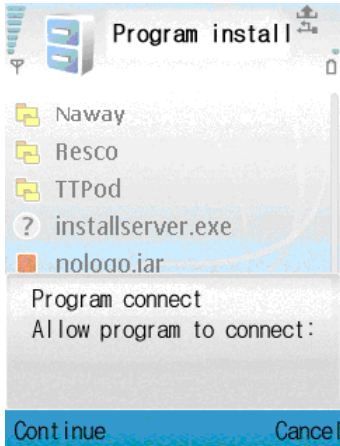 Program install
Naway
Resco
TTPod
installserver.exe
nologo.jar
Program connect
Allow program to connect:
Continue Cancel